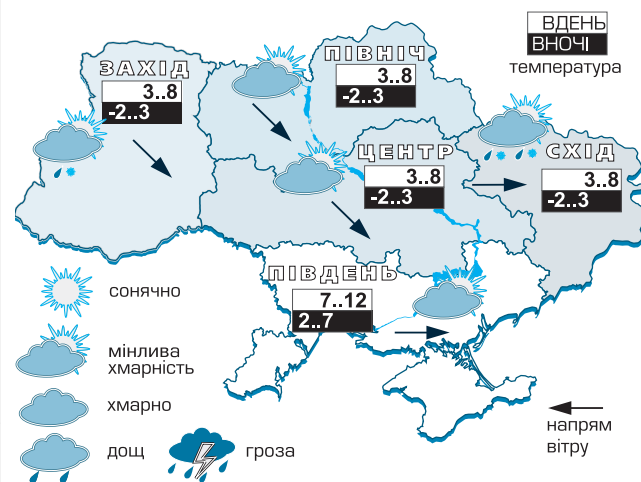 ВДЕНЬ
ВНОЧІ
температура
ЗАХІД
3..8
-2..3
ПІВНІЧ
3..8
-2..3
ЦЕНТР
3..8
-2..3
СХІД
3..8
-2..3
ПІВДЕНЬ
7..12
2..7
сонячно
мінлива
хмарність
хмарно
дощ
гроза
напрям
вітру